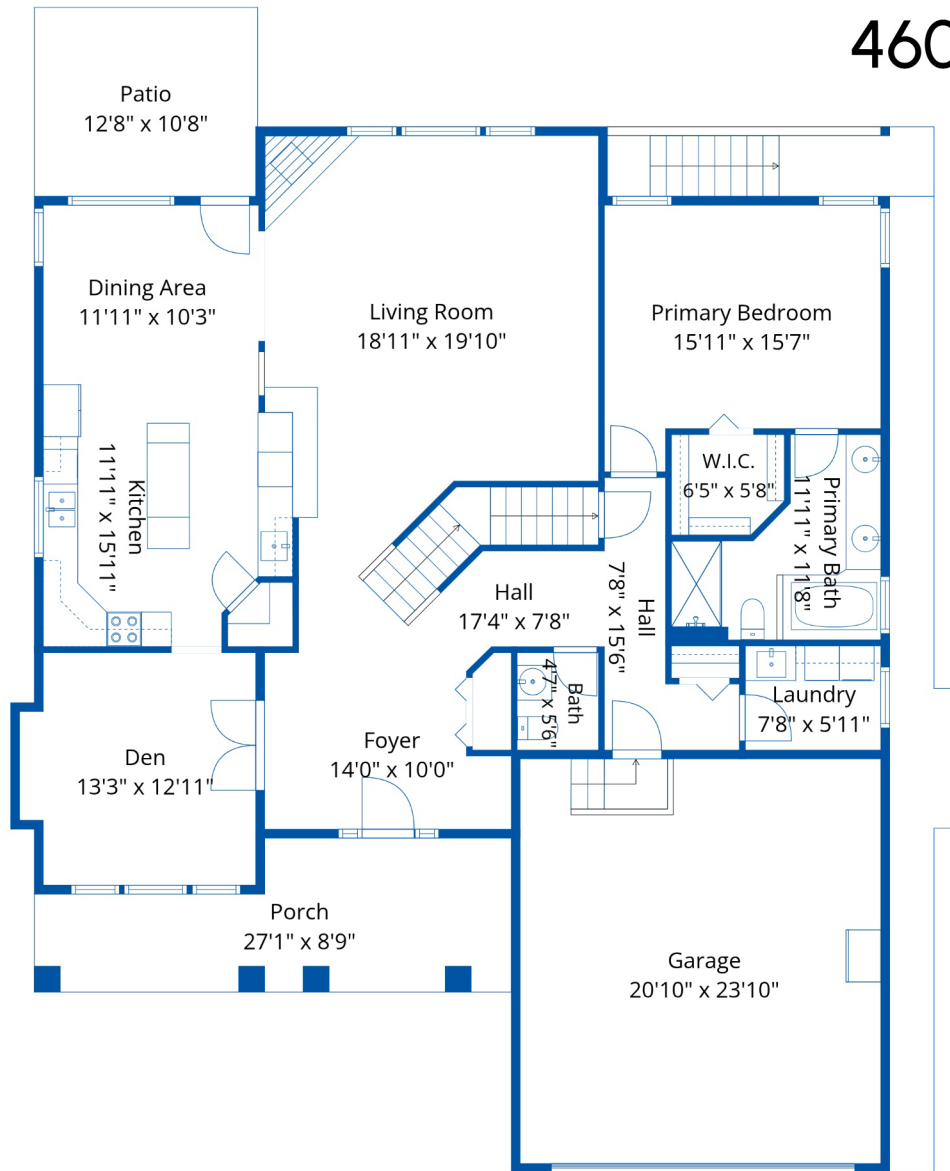 460
Patio
12'8" x 10'8"
Dining Area
11'11" x 10'3"
Living Room
18'11" x 19'10"
Primary Bedroom
15'11" x 15'7"
Kitchen
11'11" x 15'11"
W.I.C.
6'5" x 5'8"
Primary Bath
11'11" x 11'8"
Hall
17'4" x 7'8"
Hall
7'8" x 15'6"
Bath
4'7" x 5'6"
Laundry
7'8" x 5'11"
Den
13'3" x 12'11"
Foyer
14'0" x 10'0"
Porch
27'1" x 8'9"
Garage
20'10" x 23'10"